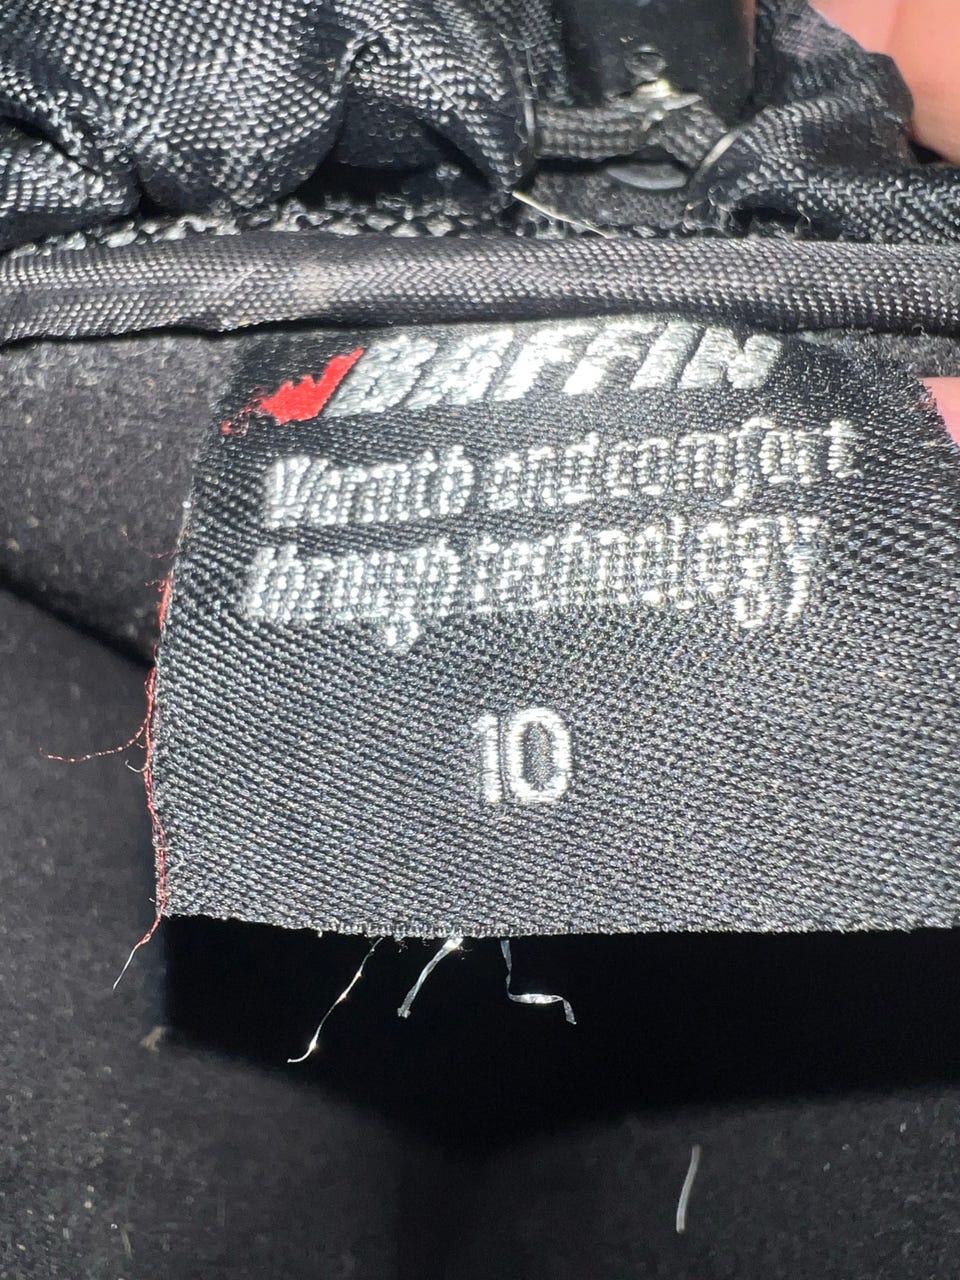 BAFFIN
Warmth and comfort
through technology
10